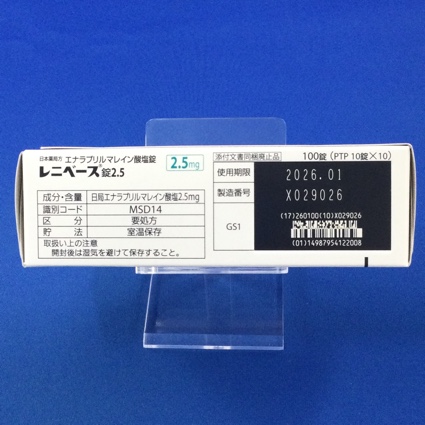 日本薬局方 エナラプリルマレイン酸塩錠
レニベース®錠2.5
2.5mg
成分・含量 日局エナラプリルマレイン酸塩2.5mg
識別コード MSD14
区分 要処方
貯法 室温保存
取扱い上の注意
開封後は湿気を避けて保存すること。
添付文書同梱廃止品 100錠 (PTP 10錠×10)
使用期限 2026.01
製造番号 X029026
GS1
(17)260100(10)X029026
(01)14987954122008